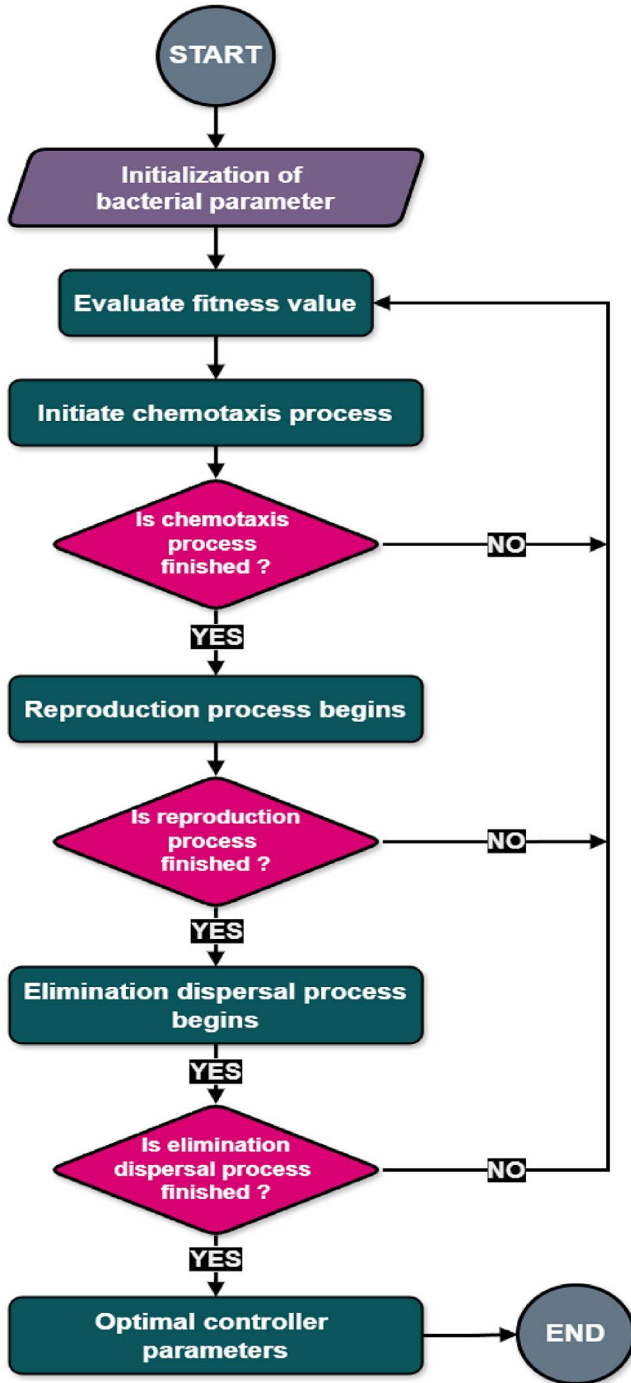 START
Initialization of
bacterial parameter
Evaluate fitness value
Initiate chemotaxis process
Is chemotaxis
process
finished ?
NO
YES
Reproduction process begins
Is reproduction
process
finished ?
NO
YES
Elimination dispersal process
begins
YES
Is elimination
dispersal process
finished ?
NO
YES
Optimal controller
parameters
END